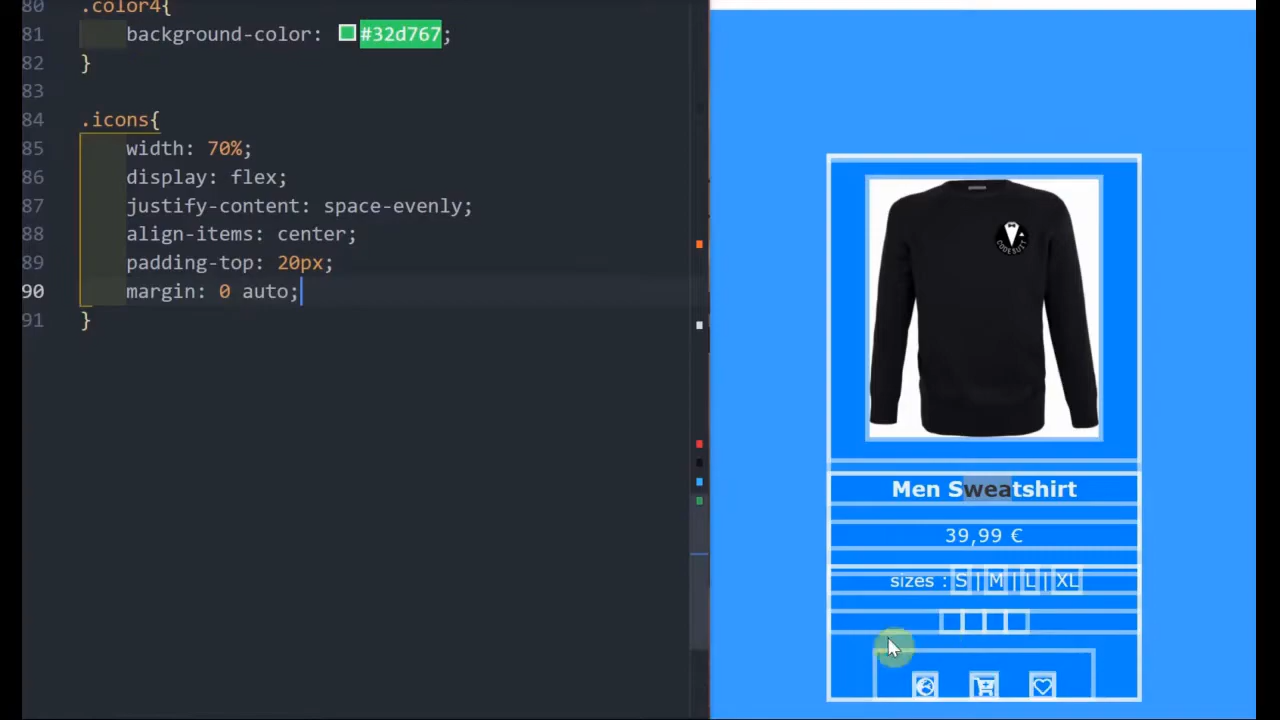 80 .color4{
81 background-color: #32d767;
82 }
83
84 .icons{
85 width: 70%;
86 display: flex;
87 justify-content: space-evenly;
88 align-items: center;
89 padding-top: 20px;
90 margin: 0 auto;
91 }
CODESUIT
Men Sweatshirt
39,99 €
sizes : S | M | L | XL